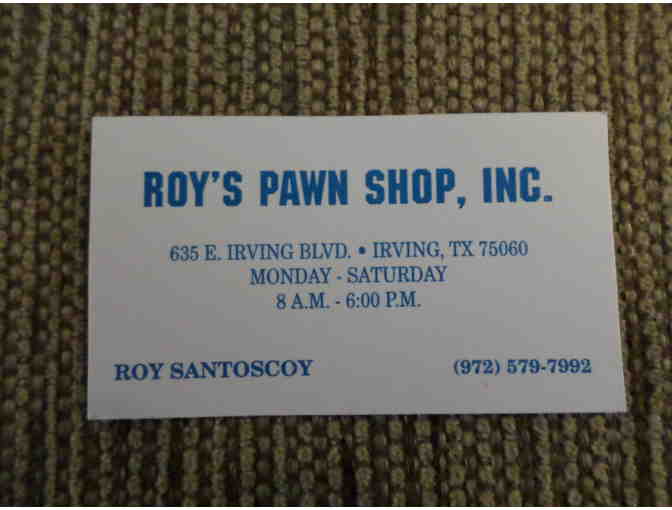 ROY'S PAWN SHOP, INC.
635 E. IRVING BLVD. • IRVING, TX 75060
MONDAY - SATURDAY
8 A.M. - 6:00 P.M.
ROY SANTOSCOY
(972) 579-7992